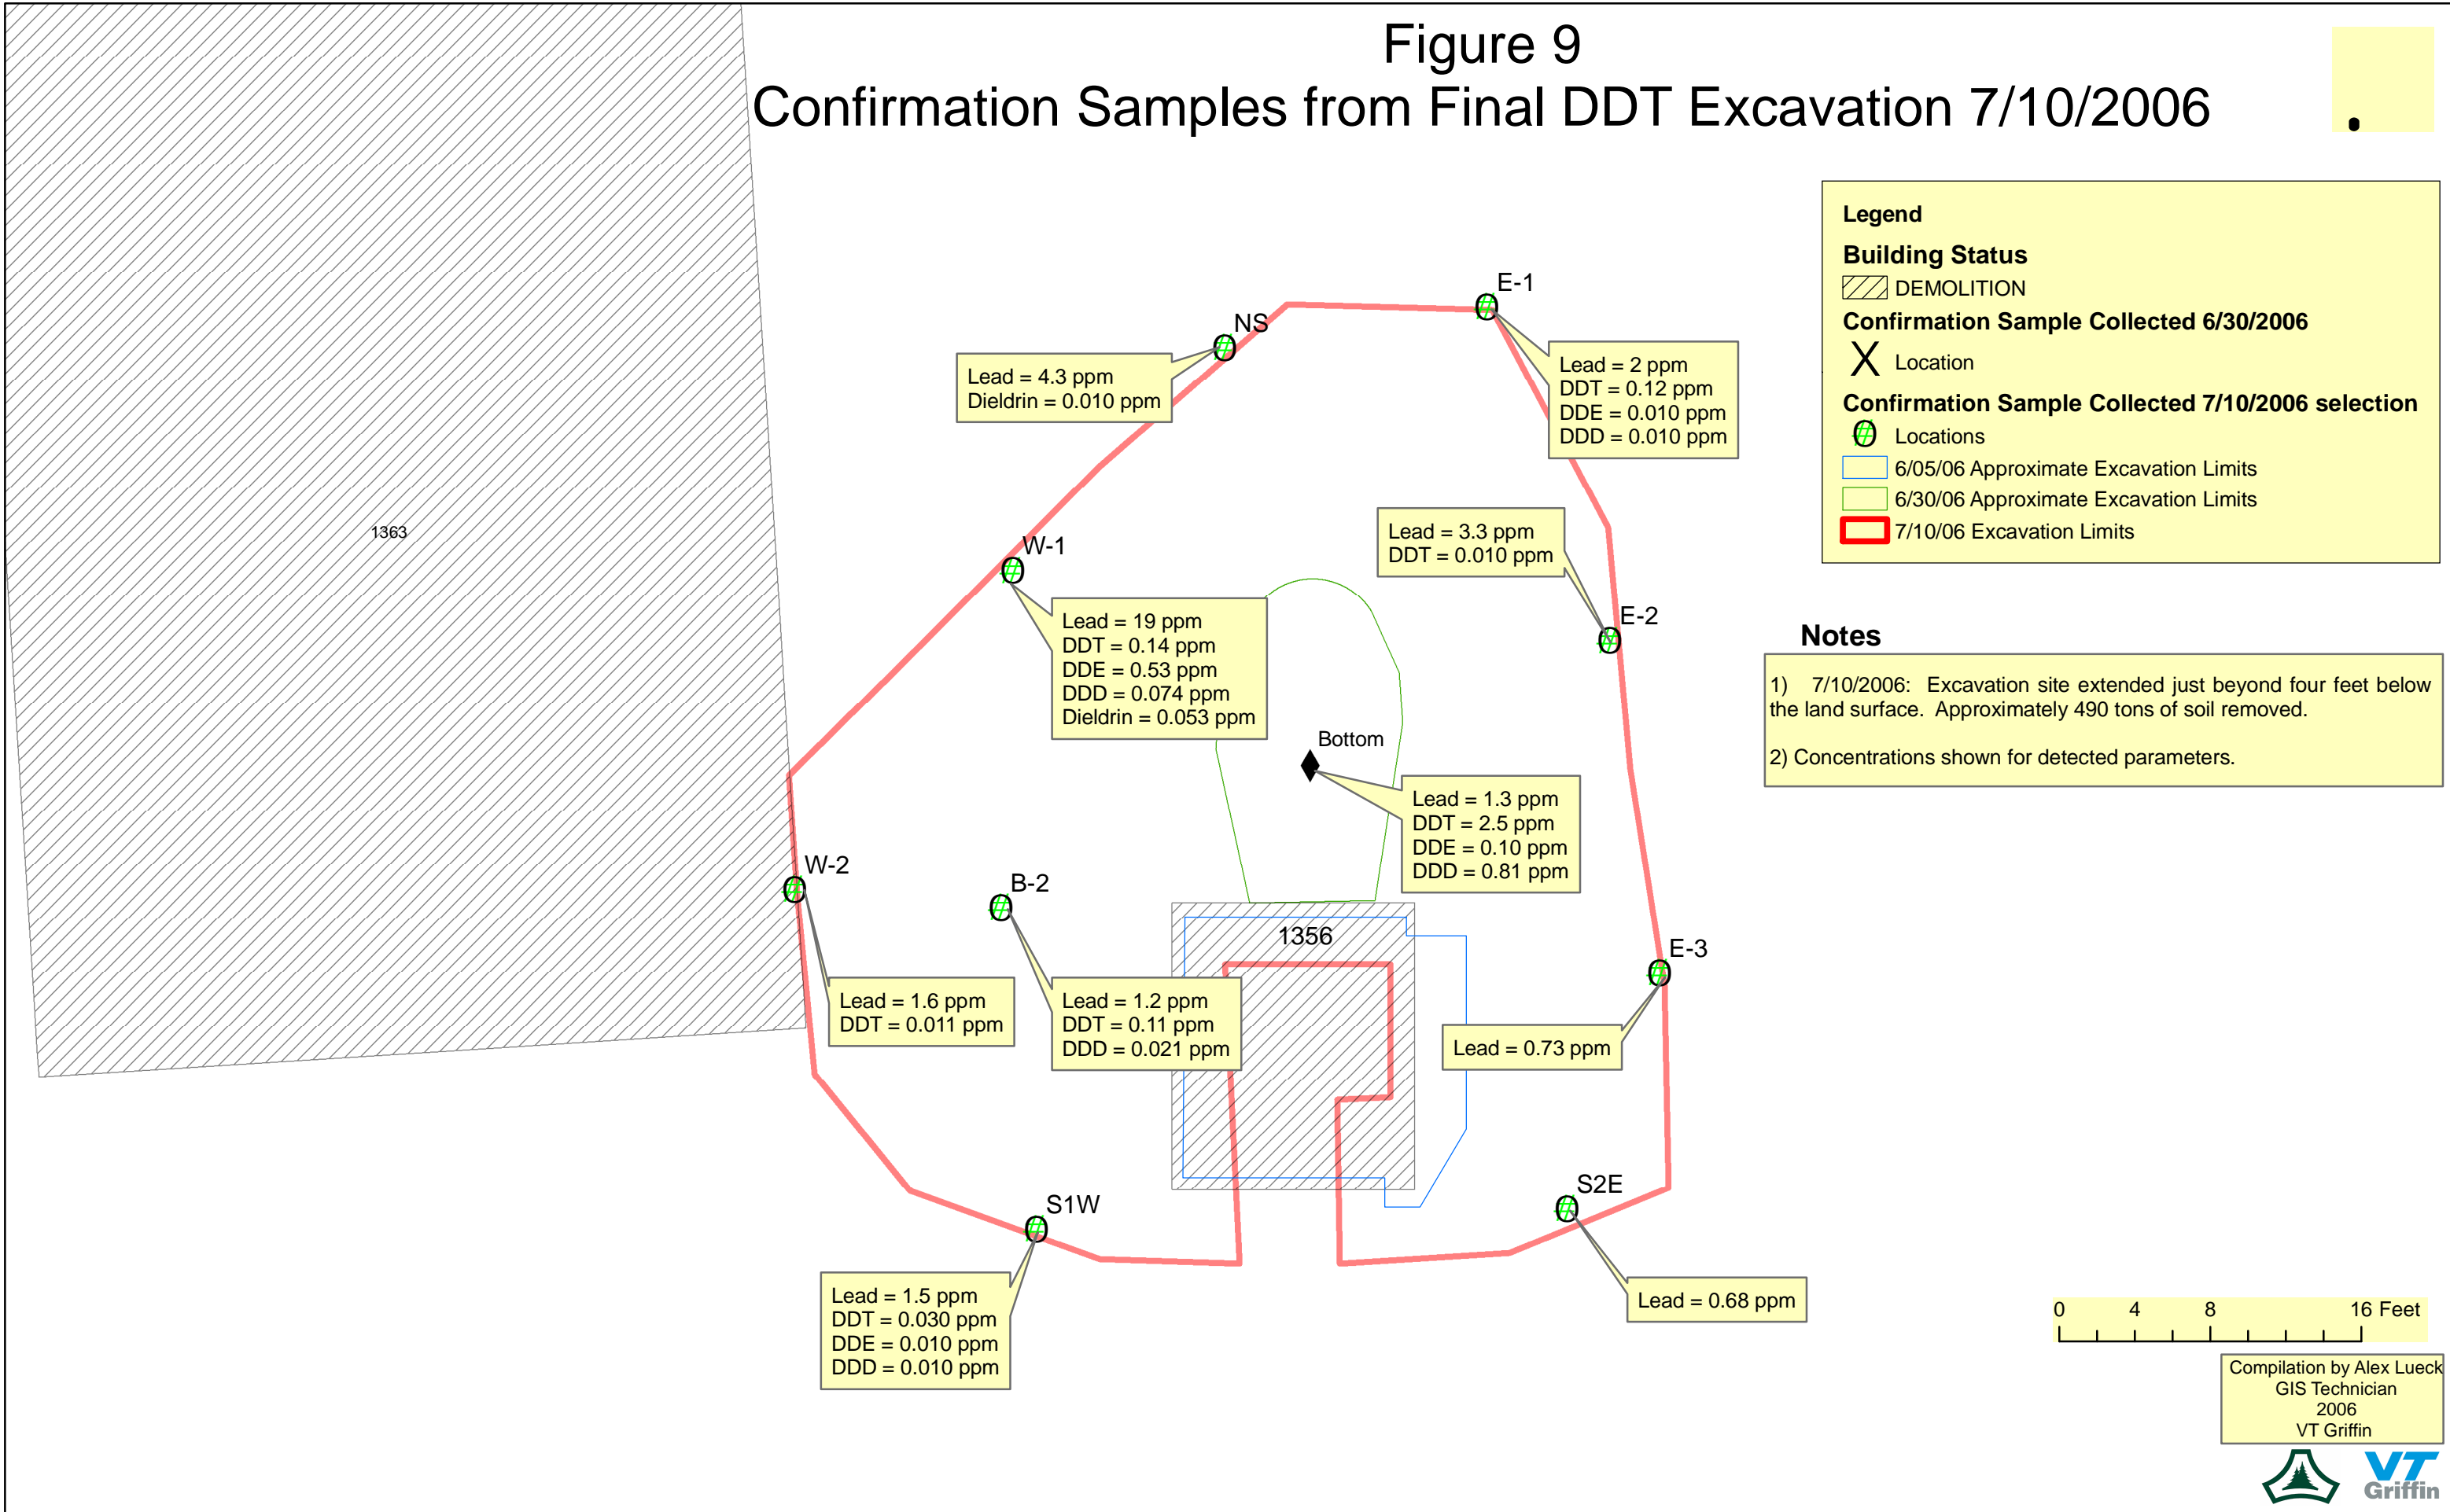 Figure 9
Confirmation Samples from Final DDT Excavation 7/10/2006
.
Legend
Building Status
DEMOLITION
Confirmation Sample Collected 6/30/2006
X Location
Confirmation Sample Collected 7/10/2006 selection
Locations
6/05/06 Approximate Excavation Limits
6/30/06 Approximate Excavation Limits
7/10/06 Excavation Limits
Notes
1) 7/10/2006: Excavation site extended just beyond four feet below
the land surface. Approximately 490 tons of soil removed.
2) Concentrations shown for detected parameters.
1363
E-1
NS
Lead = 4.3 ppm
Dieldrin = 0.010 ppm
Lead = 2 ppm
DDT = 0.12 ppm
DDE = 0.010 ppm
DDD = 0.010 ppm
W-1
Lead = 3.3 ppm
DDT = 0.010 ppm
E-2
Lead = 19 ppm
DDT = 0.14 ppm
DDE = 0.53 ppm
DDD = 0.074 ppm
Dieldrin = 0.053 ppm
Bottom
Lead = 1.3 ppm
DDT = 2.5 ppm
DDE = 0.10 ppm
DDD = 0.81 ppm
W-2
B-2
1356
E-3
Lead = 1.6 ppm
DDT = 0.011 ppm
Lead = 1.2 ppm
DDT = 0.11 ppm
DDD = 0.021 ppm
Lead = 0.73 ppm
S1W
S2E
Lead = 1.5 ppm
DDT = 0.030 ppm
DDE = 0.010 ppm
DDD = 0.010 ppm
Lead = 0.68 ppm
0 4 8 16 Feet
Compilation by Alex Lueck
GIS Technician
2006
VT Griffin
VT
Griffin